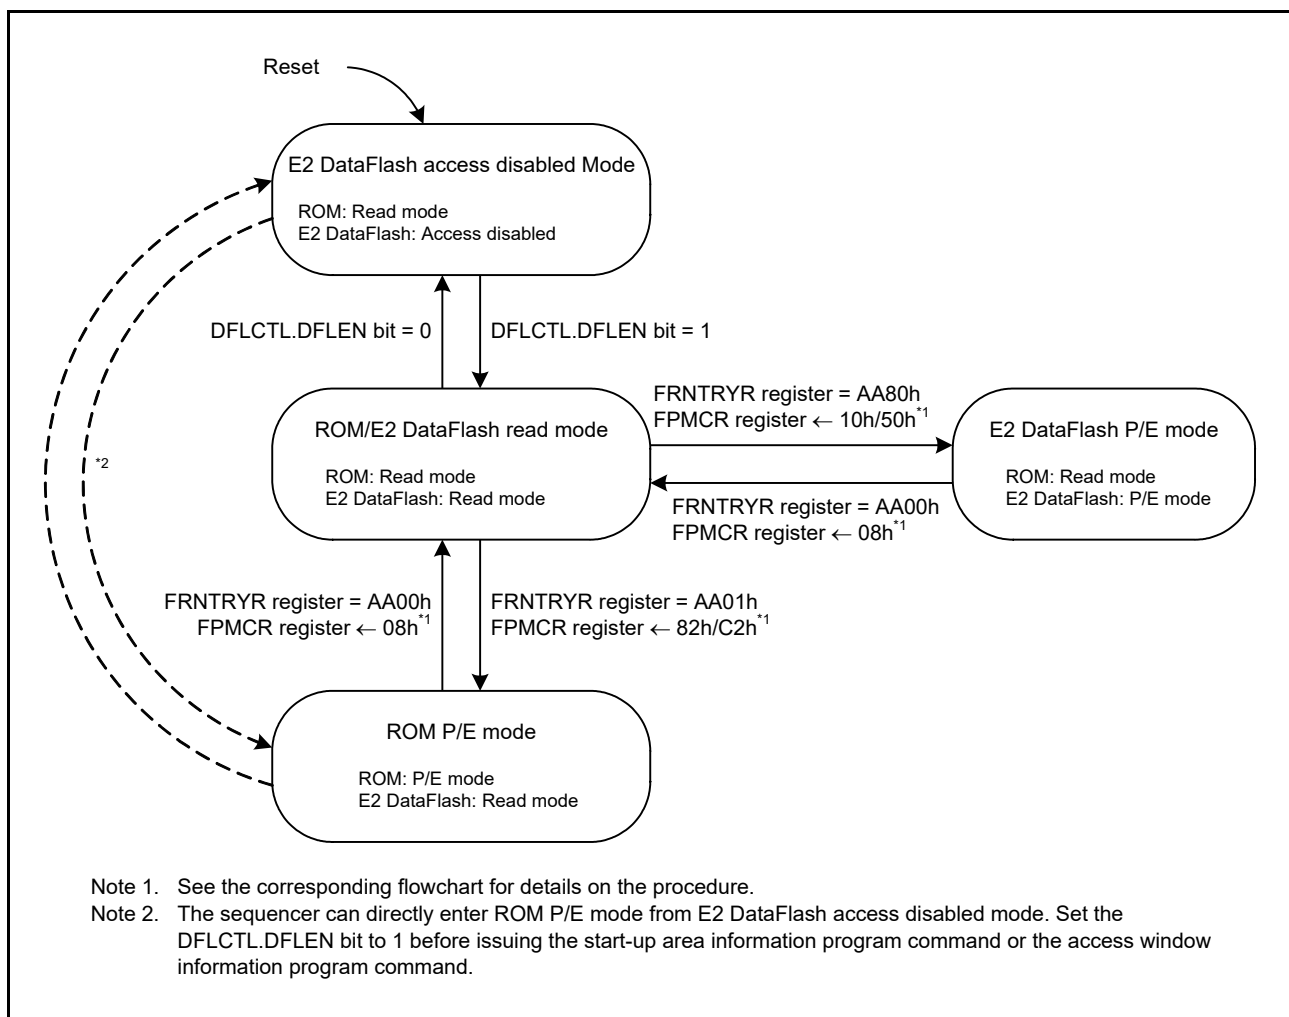 Reset
E2 DataFlash access disabled Mode
ROM: Read mode
E2 DataFlash: Access disabled
DFLCTL.DFLEN bit = 0
DFLCTL.DFLEN bit = 1
FRNTRYR register = AA80h
FPMCR register ← 10h/50h*1
ROM/E2 DataFlash read mode
ROM: Read mode
E2 DataFlash: Read mode
E2 DataFlash P/E mode
ROM: Read mode
E2 DataFlash: P/E mode
*2
FRNTRYR register = AA00h
FPMCR register ← 08h*1
FRNTRYR register = AA00h
FPMCR register ← 08h*1
FRNTRYR register = AA01h
FPMCR register ← 82h/C2h*1
ROM P/E mode
ROM: P/E mode
E2 DataFlash: Read mode
Note 1. See the corresponding flowchart for details on the procedure.
Note 2. The sequencer can directly enter ROM P/E mode from E2 DataFlash access disabled mode. Set the
DFLCTL.DFLEN bit to 1 before issuing the start-up area information program command or the access window
information program command.